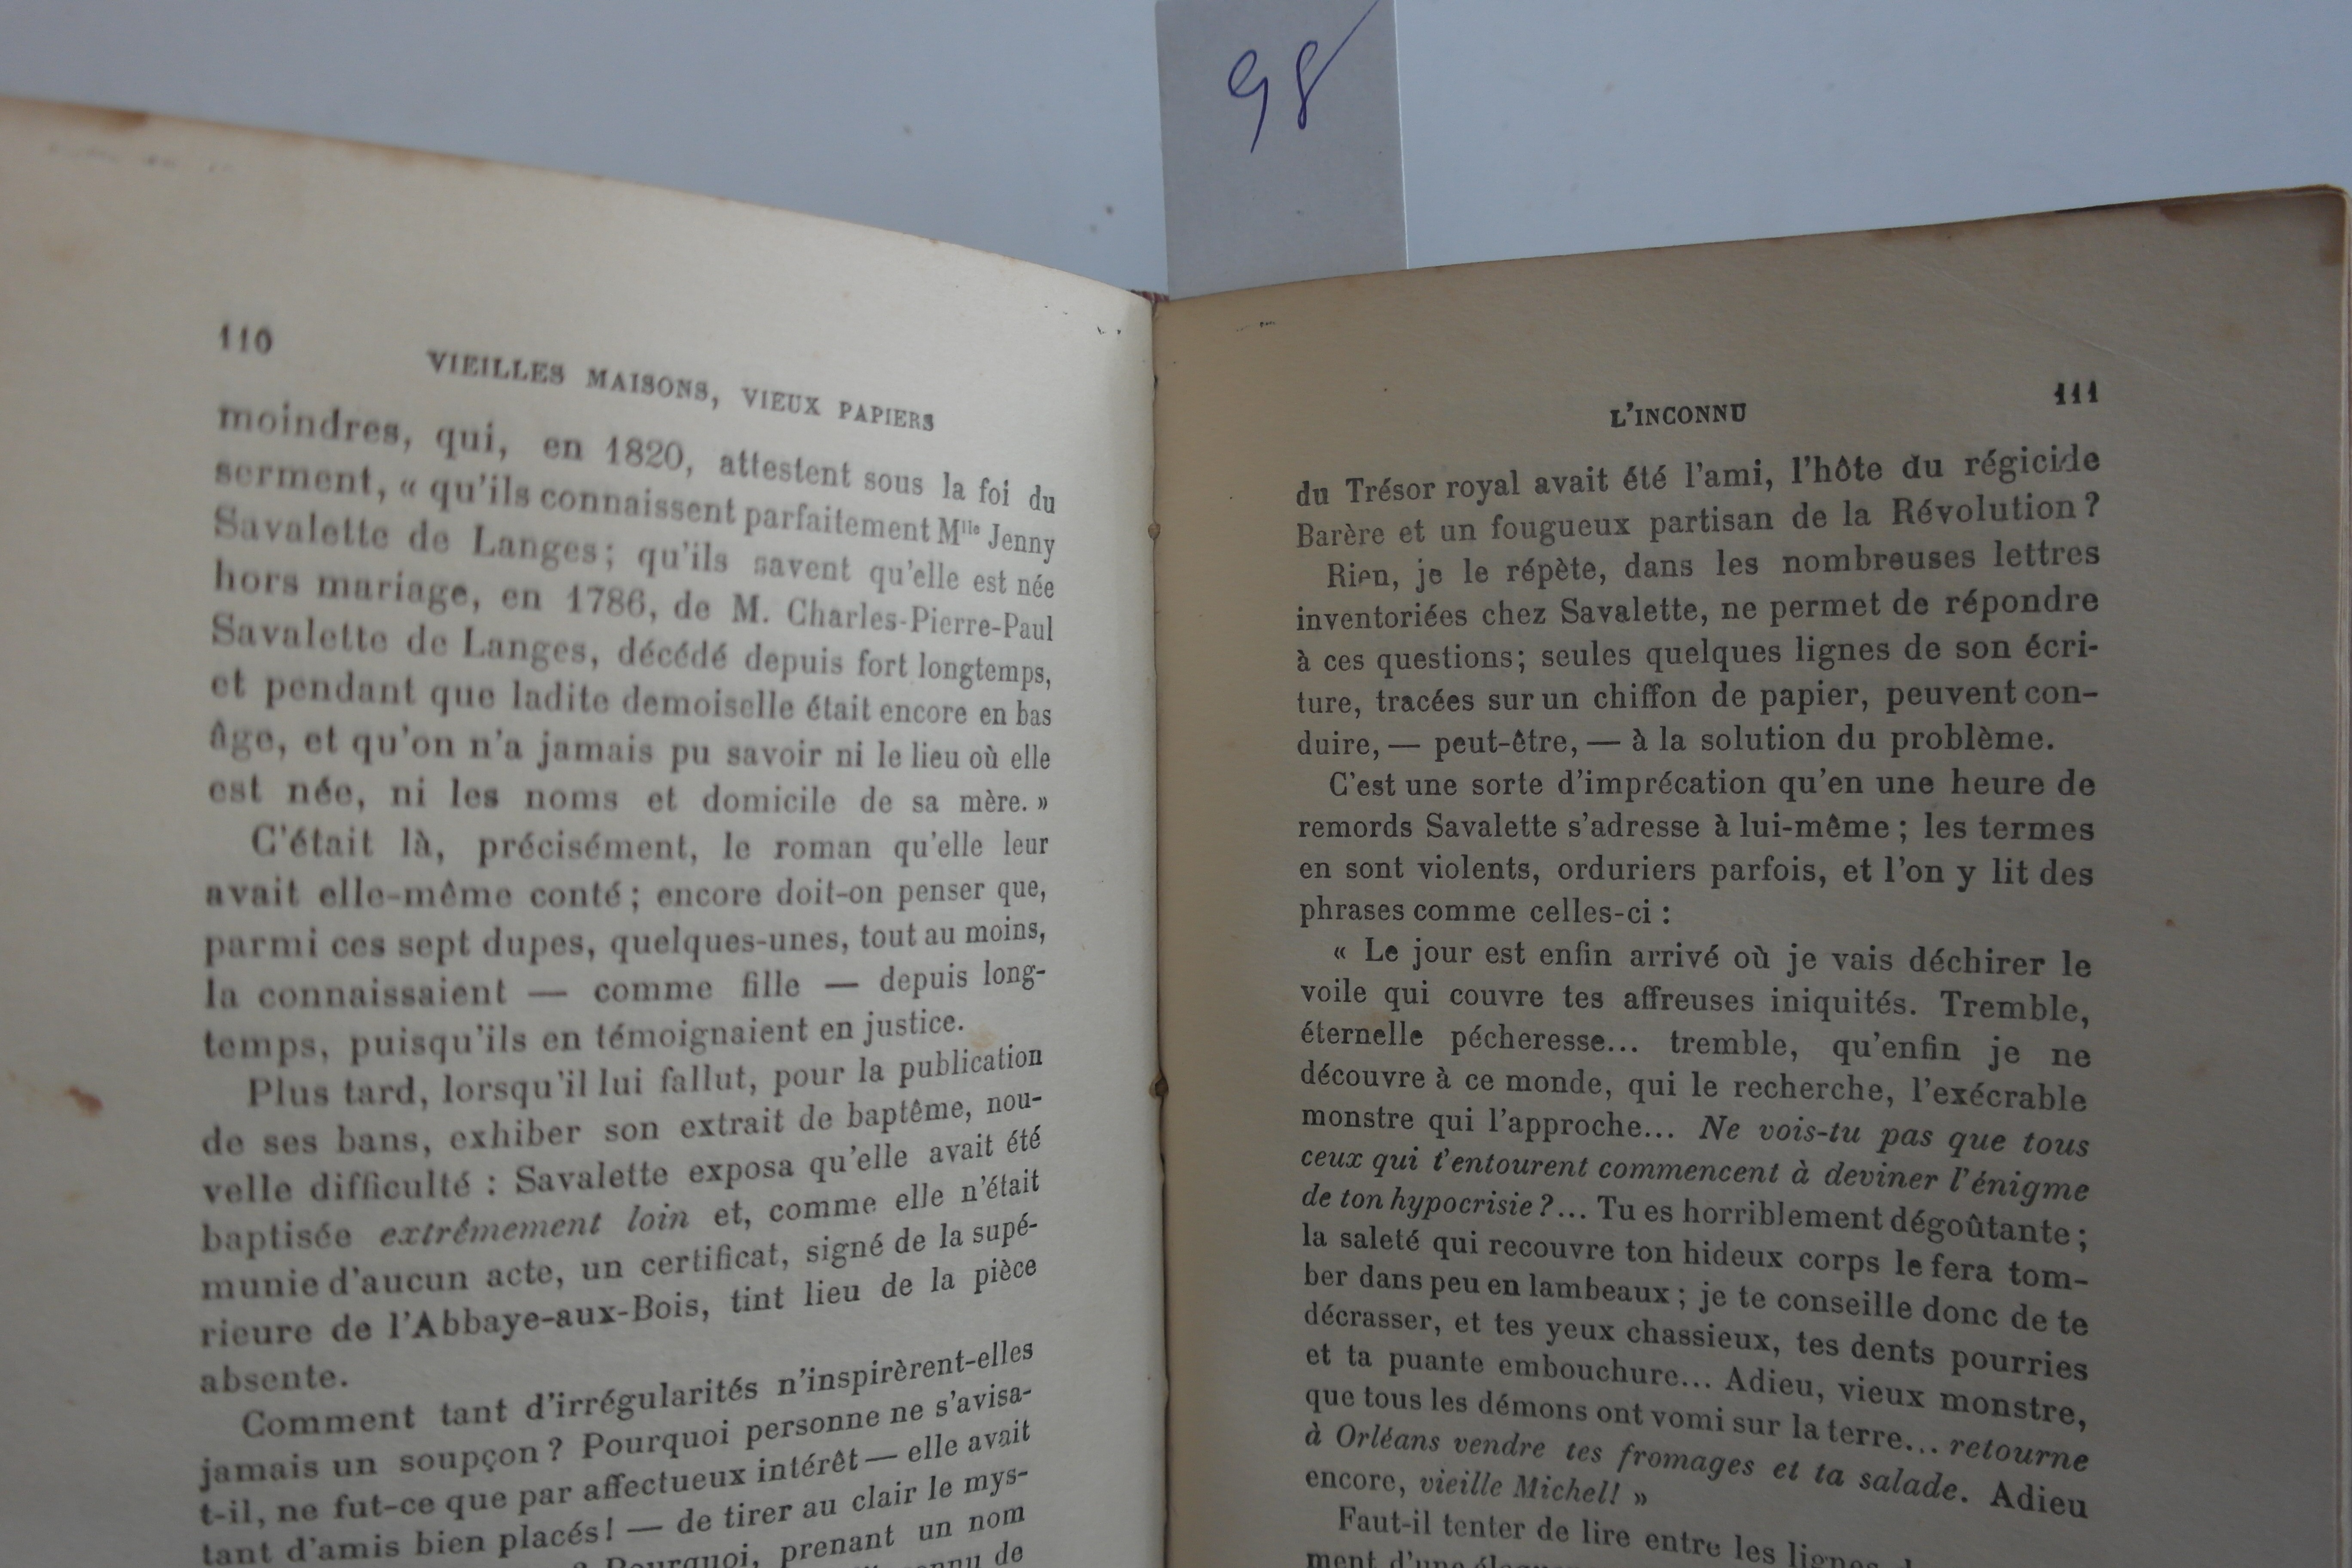 98
110
VIEILLES MAISONS, VIEUX PAPIERS
moindres, qui, en 1820, attestent sous la foi du
serment, « qu'ils connaissent parfaitement Mlle Jenny
Savalette de Langes; qu'ils savent qu'elle est née
hors mariage, en 1786, de M. Charles-Pierre-Paul
Savalette de Langes, décédé depuis fort longtemps,
et pendant que ladite demoiselle était encore en bas
âge, et qu'on n'a jamais pu savoir ni le lieu où elle
est née, ni les noms et domicile de sa mère. »
C'était là, précisément, le roman qu'elle leur
avait elle-même conté; encore doit-on penser que,
parmi ces sept dupes, quelques-unes, tout au moins,
la connaissaient — comme fille — depuis long-
temps, puisqu'ils en témoignaient en justice.
Plus tard, lorsqu'il lui fallut, pour la publication
de ses bans, exhiber son extrait de baptême, nou-
velle difficulté : Savalette exposa qu'elle avait été
baptisée extrêmement loin et, comme elle n'était
munie d'aucun acte, un certificat, signé de la supé-
rieure de l'Abbaye-aux-Bois, tint lieu de la pièce
absente.
Comment tant d'irrégularités n'inspirèrent-elles
jamais un soupçon ? Pourquoi personne ne s'avisa-
t-il, ne fut-ce que par affectueux intérêt — elle avait
tant d'amis bien placés! — de tirer au clair le mys-
? Pourquoi, prenant un nom
de
L'INCONNU
111
du Trésor royal avait été l'ami, l'hôte du régicide
Barère et un fougueux partisan de la Révolution ?
Rien, je le répète, dans les nombreuses lettres
inventoriées chez Savalette, ne permet de répondre
à ces questions; seules quelques lignes de son écri-
ture, tracées sur un chiffon de papier, peuvent con-
duire, — peut-être, — à la solution du problème.
C'est une sorte d'imprécation qu'en une heure de
remords Savalette s'adresse à lui-même ; les termes
en sont violents, orduriers parfois, et l'on y lit des
phrases comme celles-ci :
« Le jour est enfin arrivé où je vais déchirer le
voile qui couvre tes affreuses iniquités. Tremble,
éternelle pécheresse... tremble, qu'enfin je ne
découvre à ce monde, qui le recherche, l'exécrable
monstre qui l'approche... Ne vois-tu pas que tous
ceux qui t'entourent commencent à deviner l'énigme
de ton hypocrisie ?... Tu es horriblement dégoûtante ;
la saleté qui recouvre ton hideux corps le fera tom-
ber dans peu en lambeaux ; je te conseille donc de te
décrasser, et tes yeux chassieux, tes dents pourries
et ta puante embouchure... Adieu, vieux monstre,
que tous les démons ont vomi sur la terre... retourne
à Orléans vendre tes fromages et ta salade. Adieu
encore, vieille Michel! »
Faut-il tenter de lire entre les lignes
ment d'une